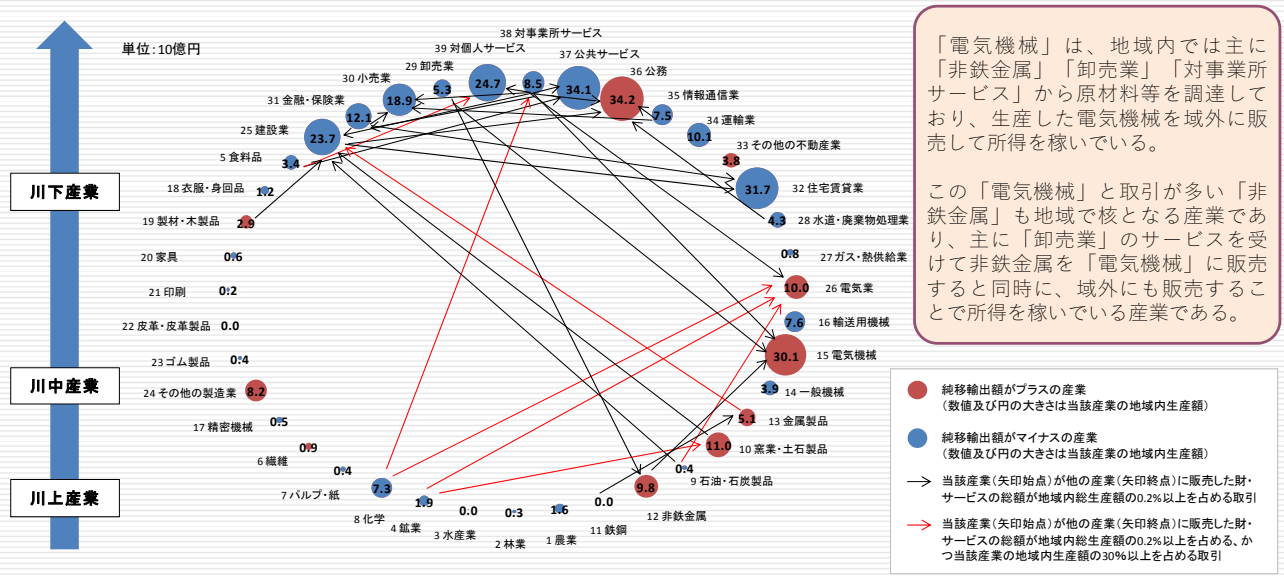 単位：10億円
38 対事業所サービス
39 対個人サービス
37 公共サービス
29 卸売業
36 公務
30 小売業
35 情報通信業
31 金融・保険業
34 運輸業
25 建設業
33 その他の不動産業
5 食料品
32 住宅賃貸業
18 衣服・身回品
28 水道・廃棄物処理業
19 製材・木製品
27 ガス・熱供給業
20 家具
26 電気業
21 印刷
16 輸送用機械
22 皮革・皮革製品
15 電気機械
23 ゴム製品
14 一般機械
24 その他の製造業
13 金属製品
17 精密機械
10 窯業・土石製品
6 繊維
9 石油・石炭製品
7 パルプ・紙
12 非鉄金属
8 化学
11 鉄鋼
4 鉱業
1 農業
3 水産業
2 林業
8.5
24.7
34.1
5.3
34.2
18.9
7.5
12.1
10.1
23.7
3.8
3.4
31.7
1.2
4.3
2.9
0.8
0.6
10.0
0.2
7.6
0.0
30.1
0.4
3.9
8.2
5.1
0.5
11.0
0.9
0.4
0.4
9.8
7.3
0.0
1.9
1.6
0.0
0.3
川下産業
川中産業
川上産業
「電気機械」は、地域内では主に
「非鉄金属」「卸売業」「対事業所
サービス」から原材料等を調達して
おり、生産した電気機械を域外に販
売して所得を稼いでいる。
この「電気機械」と取引が多い「非
鉄金属」も地域で核となる産業であ
り、主に「卸売業」のサービスを受
けて非鉄金属を「電気機械」に販売
すると同時に、域外にも販売するこ
とで所得を稼いでいる産業である。
純移輸出額がプラスの産業
（数値及び円の大きさは当該産業の地域内生産額）
純移輸出額がマイナスの産業
（数値及び円の大きさは当該産業の地域内生産額）
当該産業（矢印始点）が他の産業（矢印終点）に販売した財・
サービスの総額が地域内総生産額の0.2%以上を占める取引
当該産業（矢印始点）が他の産業（矢印終点）に販売した財・
サービスの総額が地域内総生産額の0.2%以上を占める、か
つ当該産業の地域内生産額の30%以上を占める取引